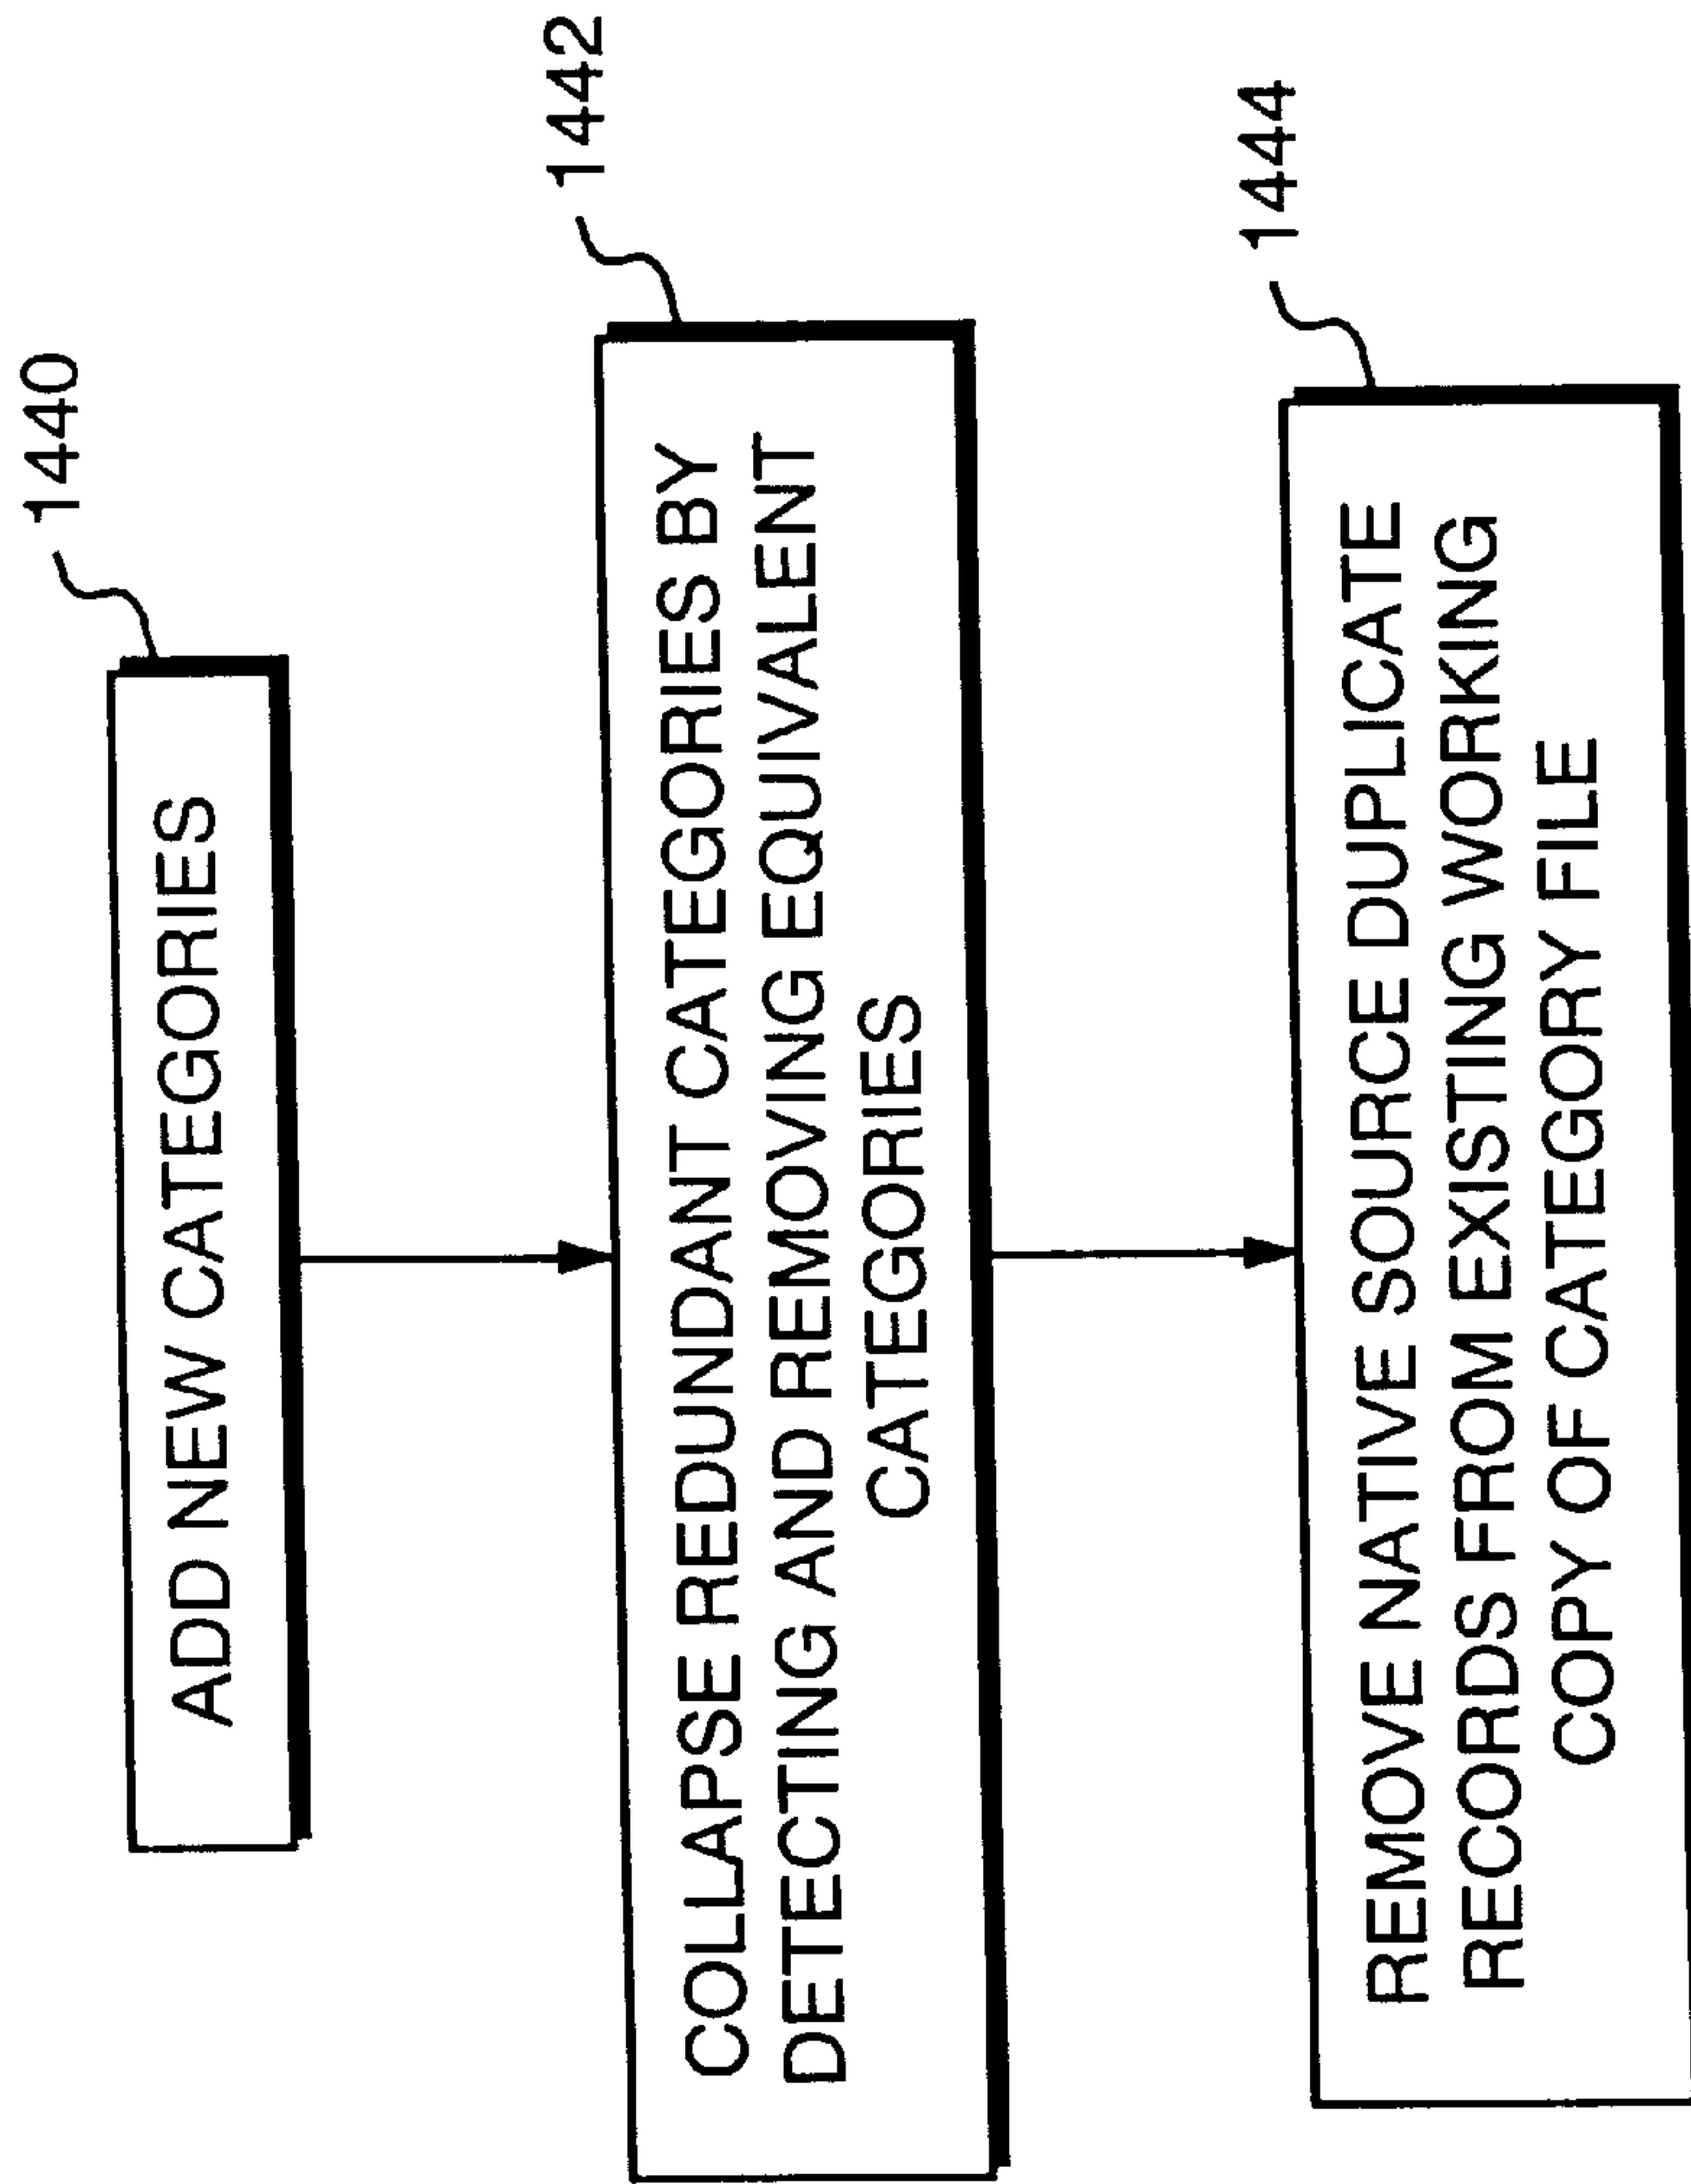 1440
ADD NEW CATEGORIES
1442
COLLAPSE REDUNDANT CATEGORIES BY
DETECTING AND REMOVING EQUIVALENT
CATEGORIES
1444
REMOVE NATIVE SOURCE DUPLICATE
RECORDS FROM EXISTING WORKING
COPY OF CATEGORY FILE